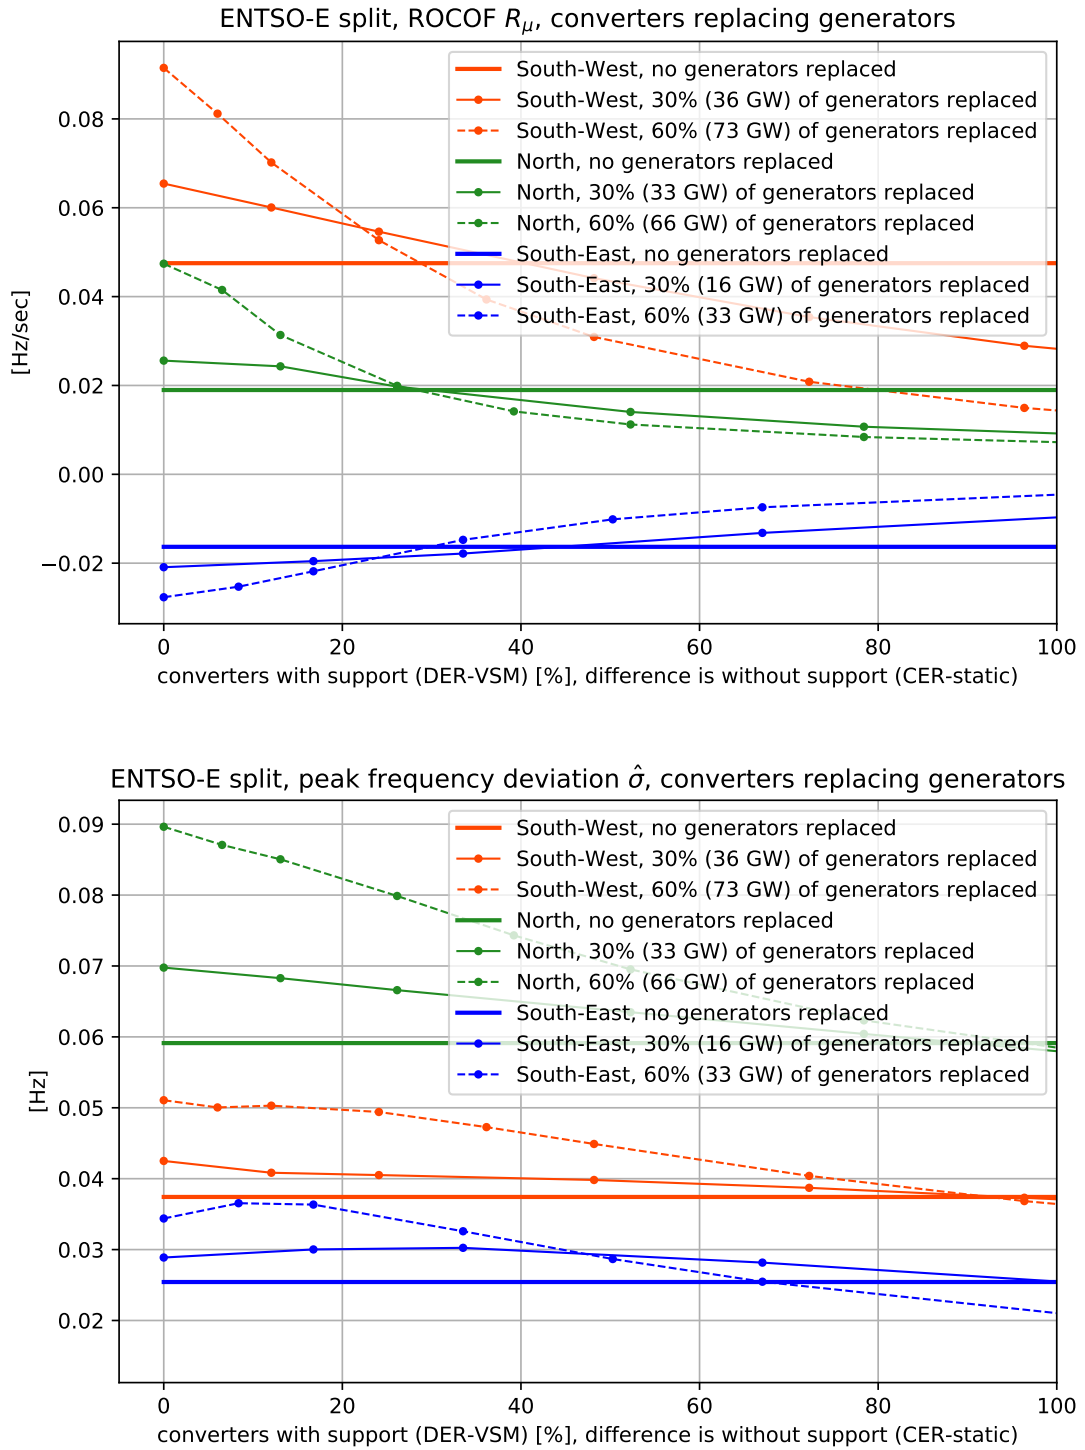 ENTSO-E split, ROCOF Rμ, converters replacing generators
South-West, no generators replaced
South-West, 30% (36 GW) of generators replaced
South-West, 60% (73 GW) of generators replaced
North, no generators replaced
North, 30% (33 GW) of generators replaced
North, 60% (66 GW) of generators replaced
South-East, no generators replaced
South-East, 30% (16 GW) of generators replaced
South-East, 60% (33 GW) of generators replaced
0.08
0.06
0.04
0.02
0.00
−0.02
[Hz/sec]
0 20 40 60 80 100
converters with support (DER-VSM) [%], difference is without support (CER-static)
ENTSO-E split, peak frequency deviation σ̂, converters replacing generators
South-West, no generators replaced
South-West, 30% (36 GW) of generators replaced
South-West, 60% (73 GW) of generators replaced
North, no generators replaced
North, 30% (33 GW) of generators replaced
North, 60% (66 GW) of generators replaced
South-East, no generators replaced
South-East, 30% (16 GW) of generators replaced
South-East, 60% (33 GW) of generators replaced
0.09
0.08
0.07
0.06
0.05
0.04
0.03
0.02
[Hz]
0 20 40 60 80 100
converters with support (DER-VSM) [%], difference is without support (CER-static)